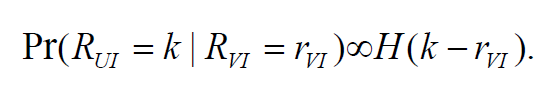 Pr(R_{UI} = k | R_{VI} = r_{VI})∞H(k − r_{VI}).